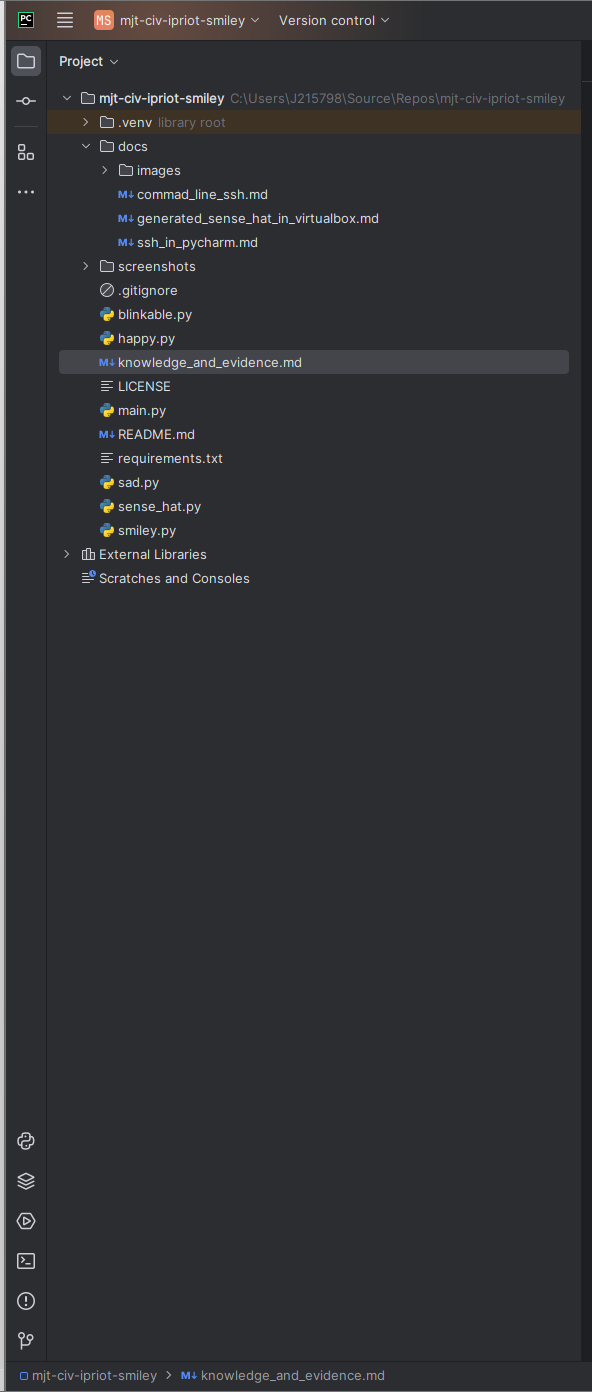 PC MS mjt-civ-ipriot-smiley Version control
Project
mjt-civ-ipriot-smiley C:\Users\J215798\Source\Repos\mjt-civ-ipriot-smiley
.venv library root
docs
images
M↓ commad_line_ssh.md
M↓ generated_sense_hat_in_virtualbox.md
M↓ ssh_in_pycharm.md
screenshots
.gitignore
blinkable.py
happy.py
M↓ knowledge_and_evidence.md
LICENSE
main.py
M↓ README.md
requirements.txt
sad.py
sense_hat.py
smiley.py
External Libraries
Scratches and Consoles
mjt-civ-ipriot-smiley > M↓ knowledge_and_evidence.md